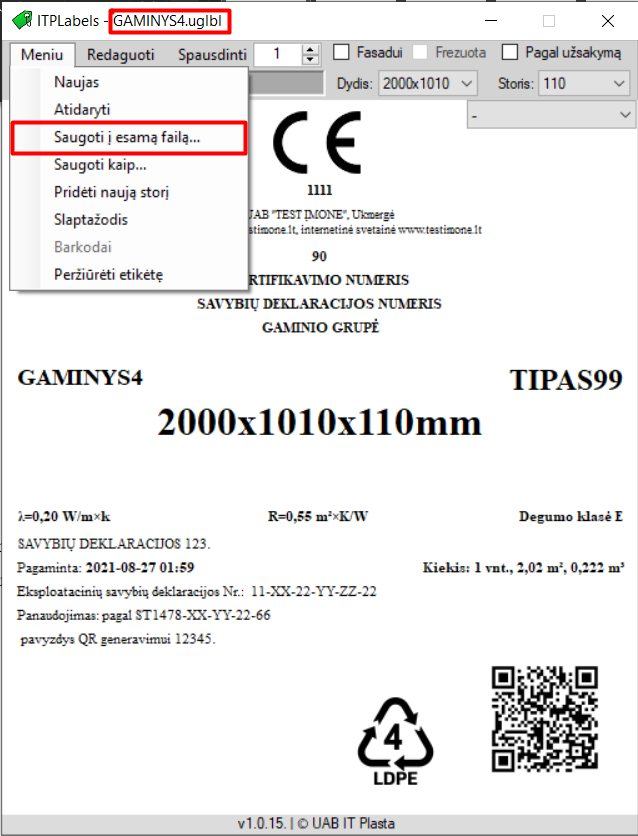 ITPLabels - GAMINYS4.uglbl
Meniu Redaguoti Spausdinti 1 Fasadui Frezuota Pagal užsakymą
Dydis: 2000x1010 Storis: 110
-
Naujas
Atidaryti
Saugoti į esamą failą...
Saugoti kaip...
Pridėti naują storį
Slaptažodis
Barkodai
Peržiūrėti etikėtę
1111
UAB "TEST ĮMONE", Ukmergė
stimone.lt, internetinė svetainė www.testimone.lt
90
RTIFIKAVIMO NUMERIS
SAVYBIŲ DEKLARACIJOS NUMERIS
GAMINIO GRUPĖ
GAMINYS4 TIPAS99
2000x1010x110mm
λ=0,20 W/m×k R=0,55 m²×K/W Degumo klasė E
SAVYBIŲ DEKLARACIJOS 123.
Pagaminta: 2021-08-27 01:59 Kiekis: 1 vnt., 2,02 m², 0,222 m³
Eksploatacinių savybių deklaracijos Nr.: 11-XX-22-YY-ZZ-22
Panaudojimas: pagal ST1478-XX-YY-22-66
pavyzdys QR generavimui 12345.
4
LDPE
v1.0.15. | © UAB IT Plasta